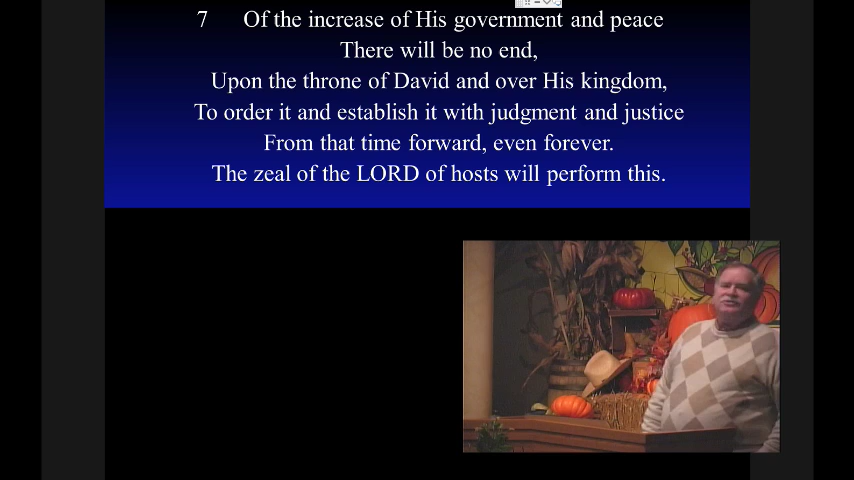 7 Of the increase of His government and peace
There will be no end,
Upon the throne of David and over His kingdom,
To order it and establish it with judgment and justice
From that time forward, even forever.
The zeal of the LORD of hosts will perform this.